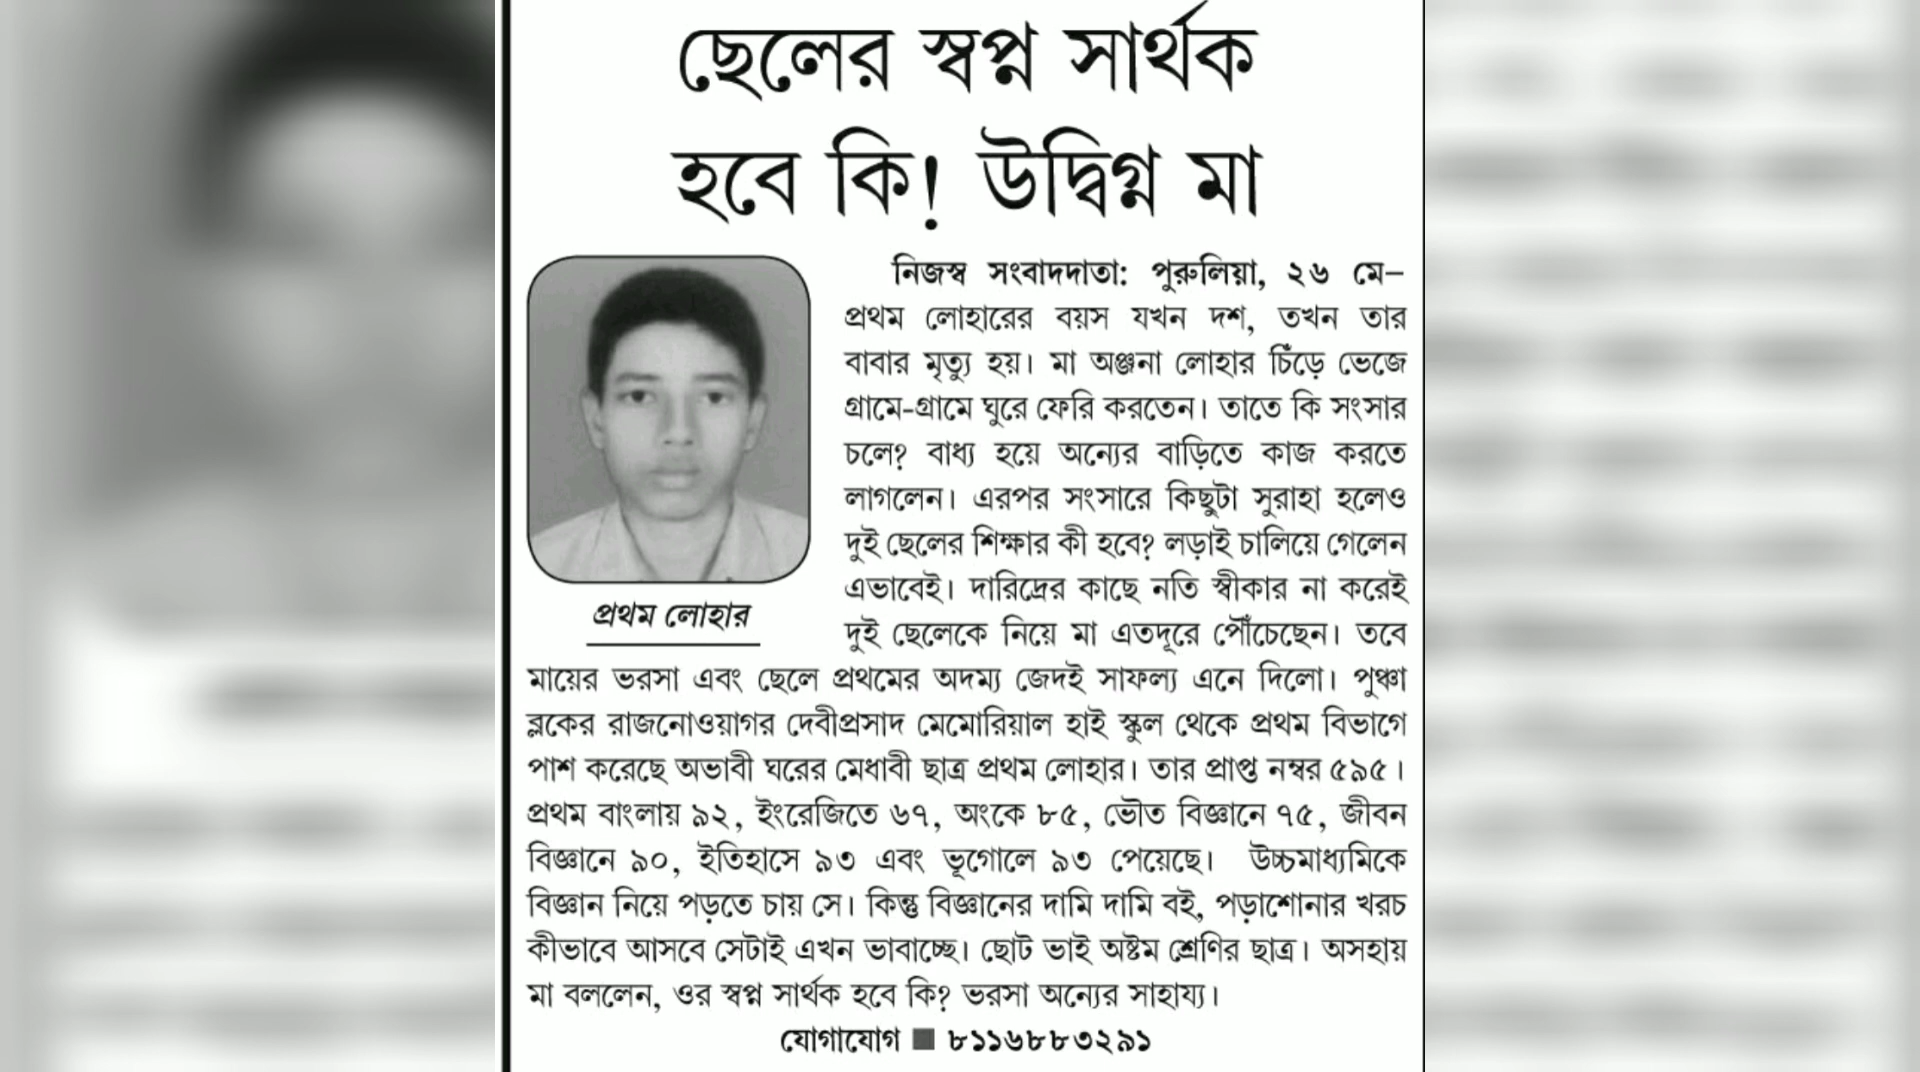 ছেলের স্বপ্ন সার্থক
হবে কি! উদ্বিগ্ন মা
নিজস্ব সংবাদদাতা: পুরুলিয়া, ২৬ মে–
প্রথম লোহারের বয়স যখন দশ, তখন তার
বাবার মৃত্যু হয়। মা অঞ্জনা লোহার চিঁড়ে ভেজে
গ্রামে-গ্রামে ঘুরে ফেরি করতেন। তাতে কি সংসার
চলে? বাধ্য হয়ে অন্যের বাড়িতে কাজ করতে
লাগলেন। এরপর সংসারে কিছুটা সুরাহা হলেও
দুই ছেলের শিক্ষার কী হবে? লড়াই চালিয়ে গেলেন
এভাবেই। দারিদ্রের কাছে নতি স্বীকার না করেই
দুই ছেলেকে নিয়ে মা এতদূরে পৌঁচেছেন। তবে
প্রথম লোহার
মায়ের ভরসা এবং ছেলে প্রথমের অদম্য জেদই সাফল্য এনে দিলো। পুঞ্চা
ব্লকের রাজনোওয়াগর দেবীপ্রসাদ মেমোরিয়াল হাই স্কুল থেকে প্রথম বিভাগে
পাশ করেছে অভাবী ঘরের মেধাবী ছাত্র প্রথম লোহার। তার প্রাপ্ত নম্বর ৫৯৫।
প্রথম বাংলায় ৯২, ইংরেজিতে ৬৭, অংকে ৮৫, ভৌত বিজ্ঞানে ৭৫, জীবন
বিজ্ঞানে ৯০, ইতিহাসে ৯৩ এবং ভূগোলে ৯৩ পেয়েছে। উচ্চমাধ্যমিকে
বিজ্ঞান নিয়ে পড়তে চায় সে। কিন্তু বিজ্ঞানের দামি দামি বই, পড়াশোনার খরচ
কীভাবে আসবে সেটাই এখন ভাবাচ্ছে। ছোট ভাই অষ্টম শ্রেণির ছাত্র। অসহায়
মা বললেন, ওর স্বপ্ন সার্থক হবে কি? ভরসা অন্যের সাহায্য।
যোগাযোগ ■ ৮১১৬৮৮৩২৯১